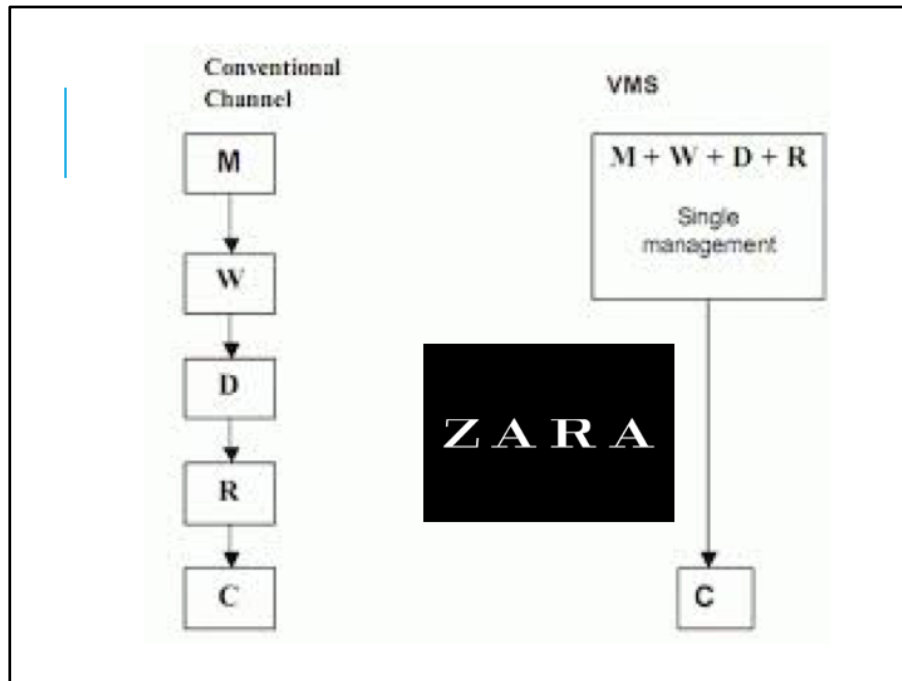 Conventional
Channel
M
W
D
R
C
VMS
M + W + D + R
Single
management
ZARA
C